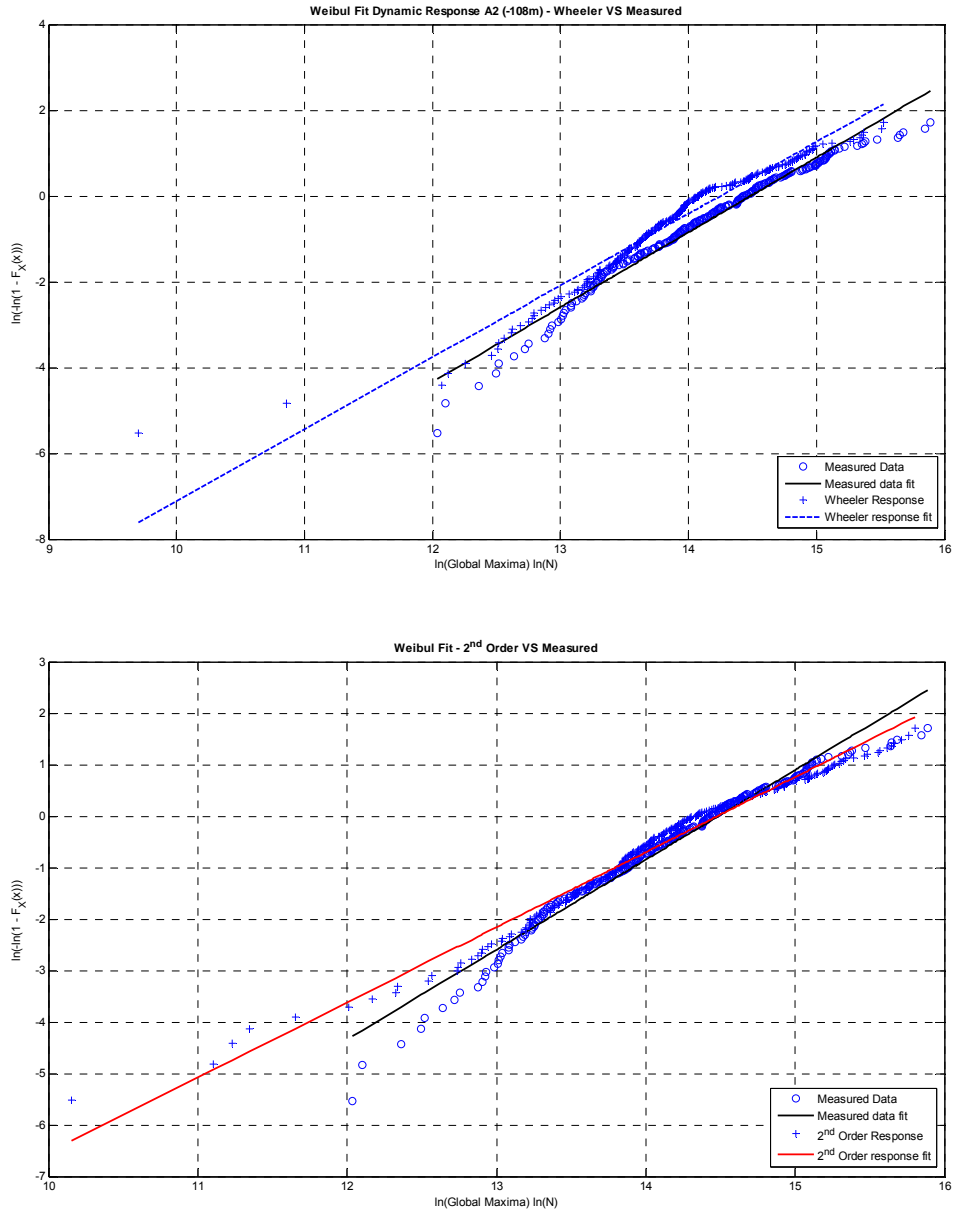 Weibul Fit Dynamic Response A2 (-108m) - Wheeler VS Measured
4
2
0
-2
-4
-6
-8
ln(-ln(1 - F_X(x)))
9 10 11 12 13 14 15 16
ln(Global Maxima) ln(N)
Measured Data
Measured data fit
Wheeler Response
Wheeler response fit
Weibul Fit - 2nd Order VS Measured
3
2
1
0
-1
-2
-3
-4
-5
-6
-7
ln(-ln(1 - F_X(x)))
10 11 12 13 14 15 16
ln(Global Maxima) ln(N)
Measured Data
Measured data fit
2nd Order Response
2nd Order response fit